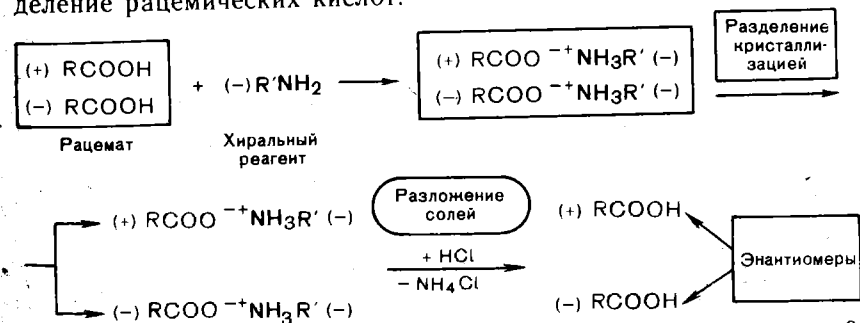 деление рацемических кислот.
(+) RCOOH
(−) RCOOH
Рацемат
+ (−)R′NH₂
Хиральный
реагент
(+) RCOO ⁻⁺NH₃R′ (−)
(−) RCOO ⁻⁺NH₃R′ (−)
Разделение
кристалли-
зацией
(+) RCOO ⁻⁺NH₃R′ (−)
(−) RCOO ⁻⁺NH₃R′ (−)
Разложение
солей
+ HCl
− NH₄Cl
(+) RCOOH
(−) RCOOH
Энантиомеры